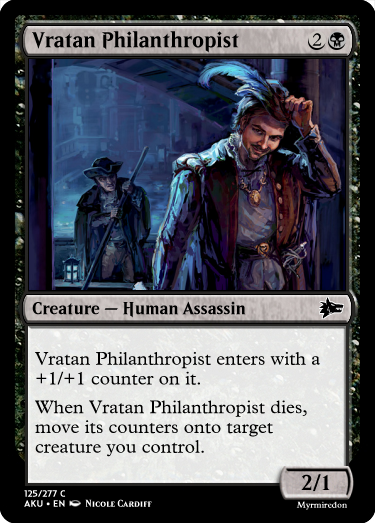 Vratan Philanthropist 2
Creature — Human Assassin
Vratan Philanthropist enters with a
+1/+1 counter on it.
When Vratan Philanthropist dies,
move its counters onto target
creature you control.
2/1
125/277 C
AKU • EN Nicole Cardiff
Myrmiredon